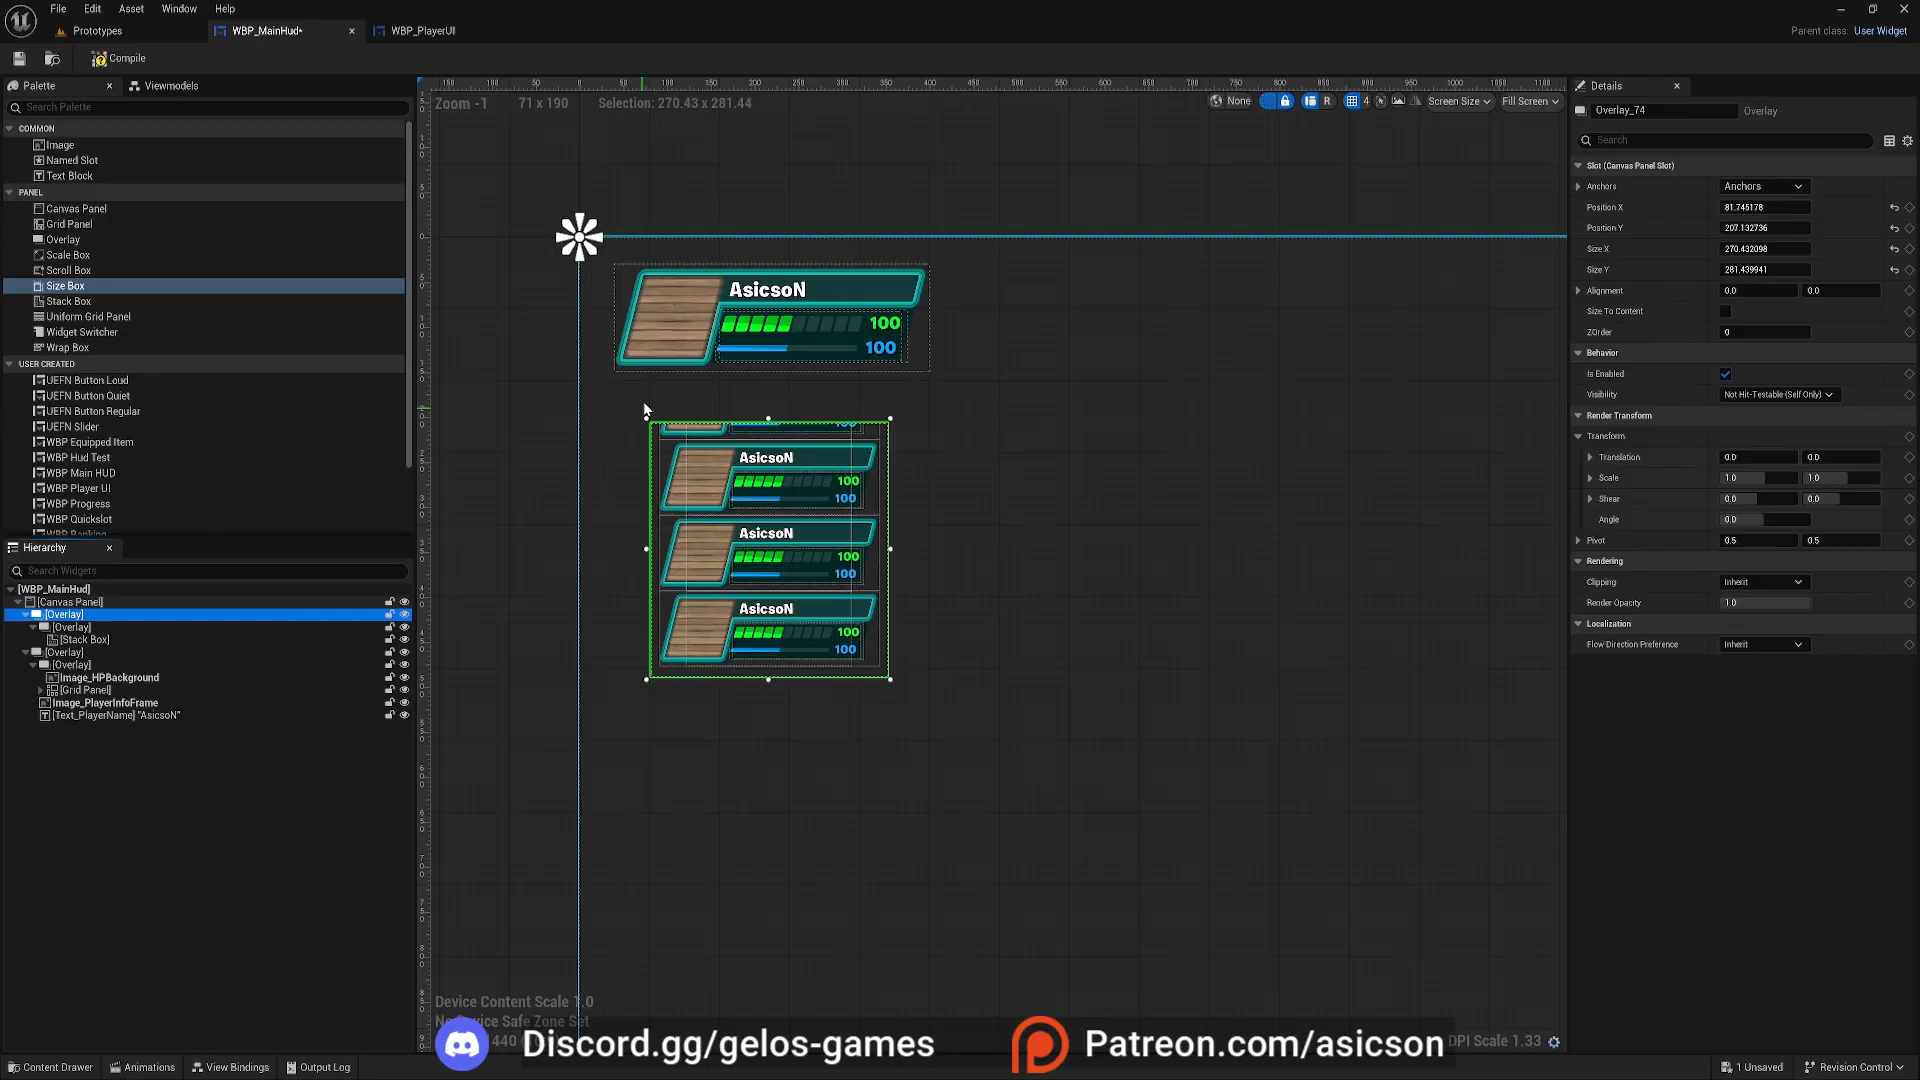 File Edit Asset Window Help
Prototypes WBP_MainHud* WBP_PlayerUI
Parent class: User Widget
Compile
Palette Viewmodels
Search Palette
COMMON
Image
Named Slot
Text Block
PANEL
Canvas Panel
Grid Panel
Overlay
Scale Box
Scroll Box
Size Box
Stack Box
Uniform Grid Panel
Widget Switcher
Wrap Box
USER CREATED
UEFN Button Loud
UEFN Button Quiet
UEFN Button Regular
UEFN Slider
WBP Equipped Item
WBP Hud Test
WBP Main HUD
WBP Player UI
WBP Progress
WBP Quickslot
Hierarchy
Search Widgets
[WBP_MainHud]
[Canvas Panel]
[Overlay]
[Overlay]
[Stack Box]
[Overlay]
[Overlay]
Image_HPBackground
[Grid Panel]
Image_PlayerInfoFrame
[Text_PlayerName] "AsicsoN"
Zoom -1 71 x 190 Selection: 270.43 x 281.44
None R 4 Screen Size Fill Screen
AsicsoN
100
100
AsicsoN
100
100
AsicsoN
100
100
AsicsoN
100
100
Device Content Scale 1.0
Discord.gg/gelos-games Patreon.com/asicson
DPI Scale 1.33
Details
Overlay_74 Overlay
Search
Slot (Canvas Panel Slot)
Anchors Anchors
Position X 81.745178
Position Y 207.132736
Size X 270.432098
Size Y 281.439941
Alignment 0.0 0.0
Size To Content
ZOrder 0
Behavior
Is Enabled
Visibility Not Hit-Testable (Self Only)
Render Transform
Transform
Translation 0.0 0.0
Scale 1.0 1.0
Shear 0.0 0.0
Angle 0.0
Pivot 0.5 0.5
Rendering
Clipping Inherit
Render Opacity 1.0
Localization
Flow Direction Preference Inherit
Content Drawer Animations View Bindings Output Log
1 Unsaved Revision Control